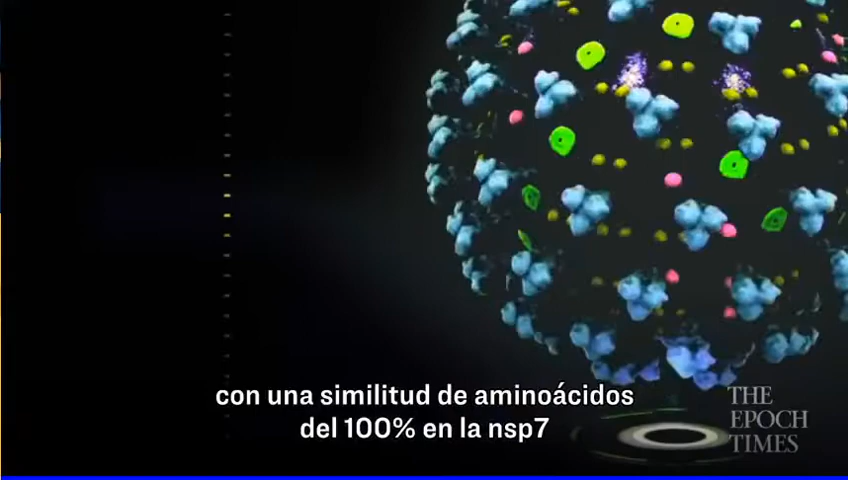 con una similitud de aminoácidos
del 100% en la nsp7
THE
EPOCH
TIMES